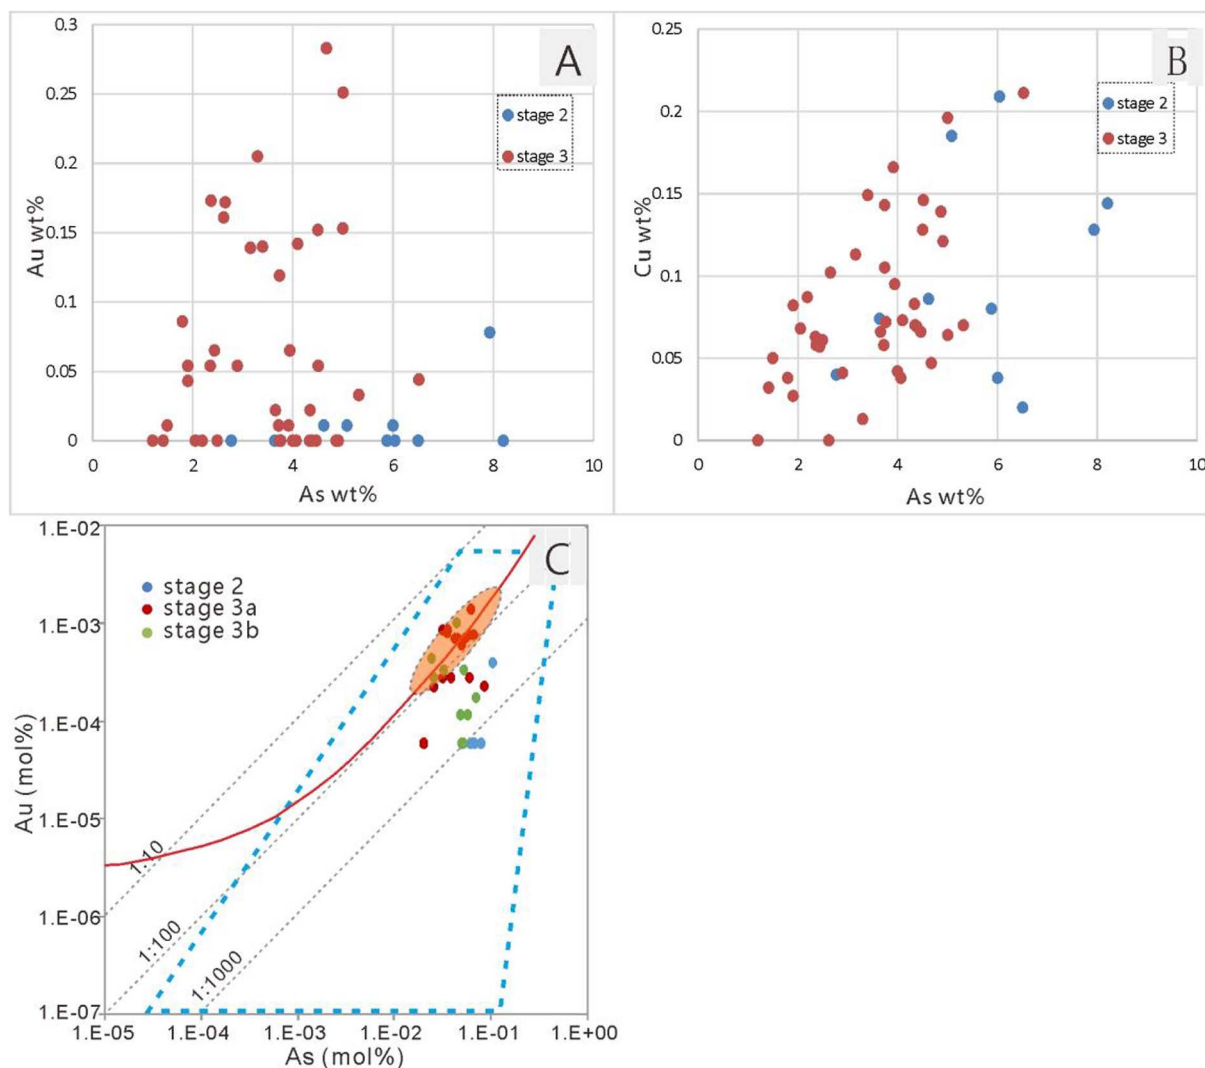 A
Au wt%
0.3
0.25
0.2
0.15
0.1
0.05
0
0 2 4 6 8 10
As wt%
stage 2
stage 3
B
Cu wt%
0.25
0.2
0.15
0.1
0.05
0
0 2 4 6 8 10
As wt%
stage 2
stage 3
C
Au (mol%)
1.E-02
1.E-03
1.E-04
1.E-05
1.E-06
1.E-07
stage 2
stage 3a
stage 3b
1:10
1:100
1:1000
1.E-05 1.E-04 1.E-03 1.E-02 1.E-01 1.E+00
As (mol%)